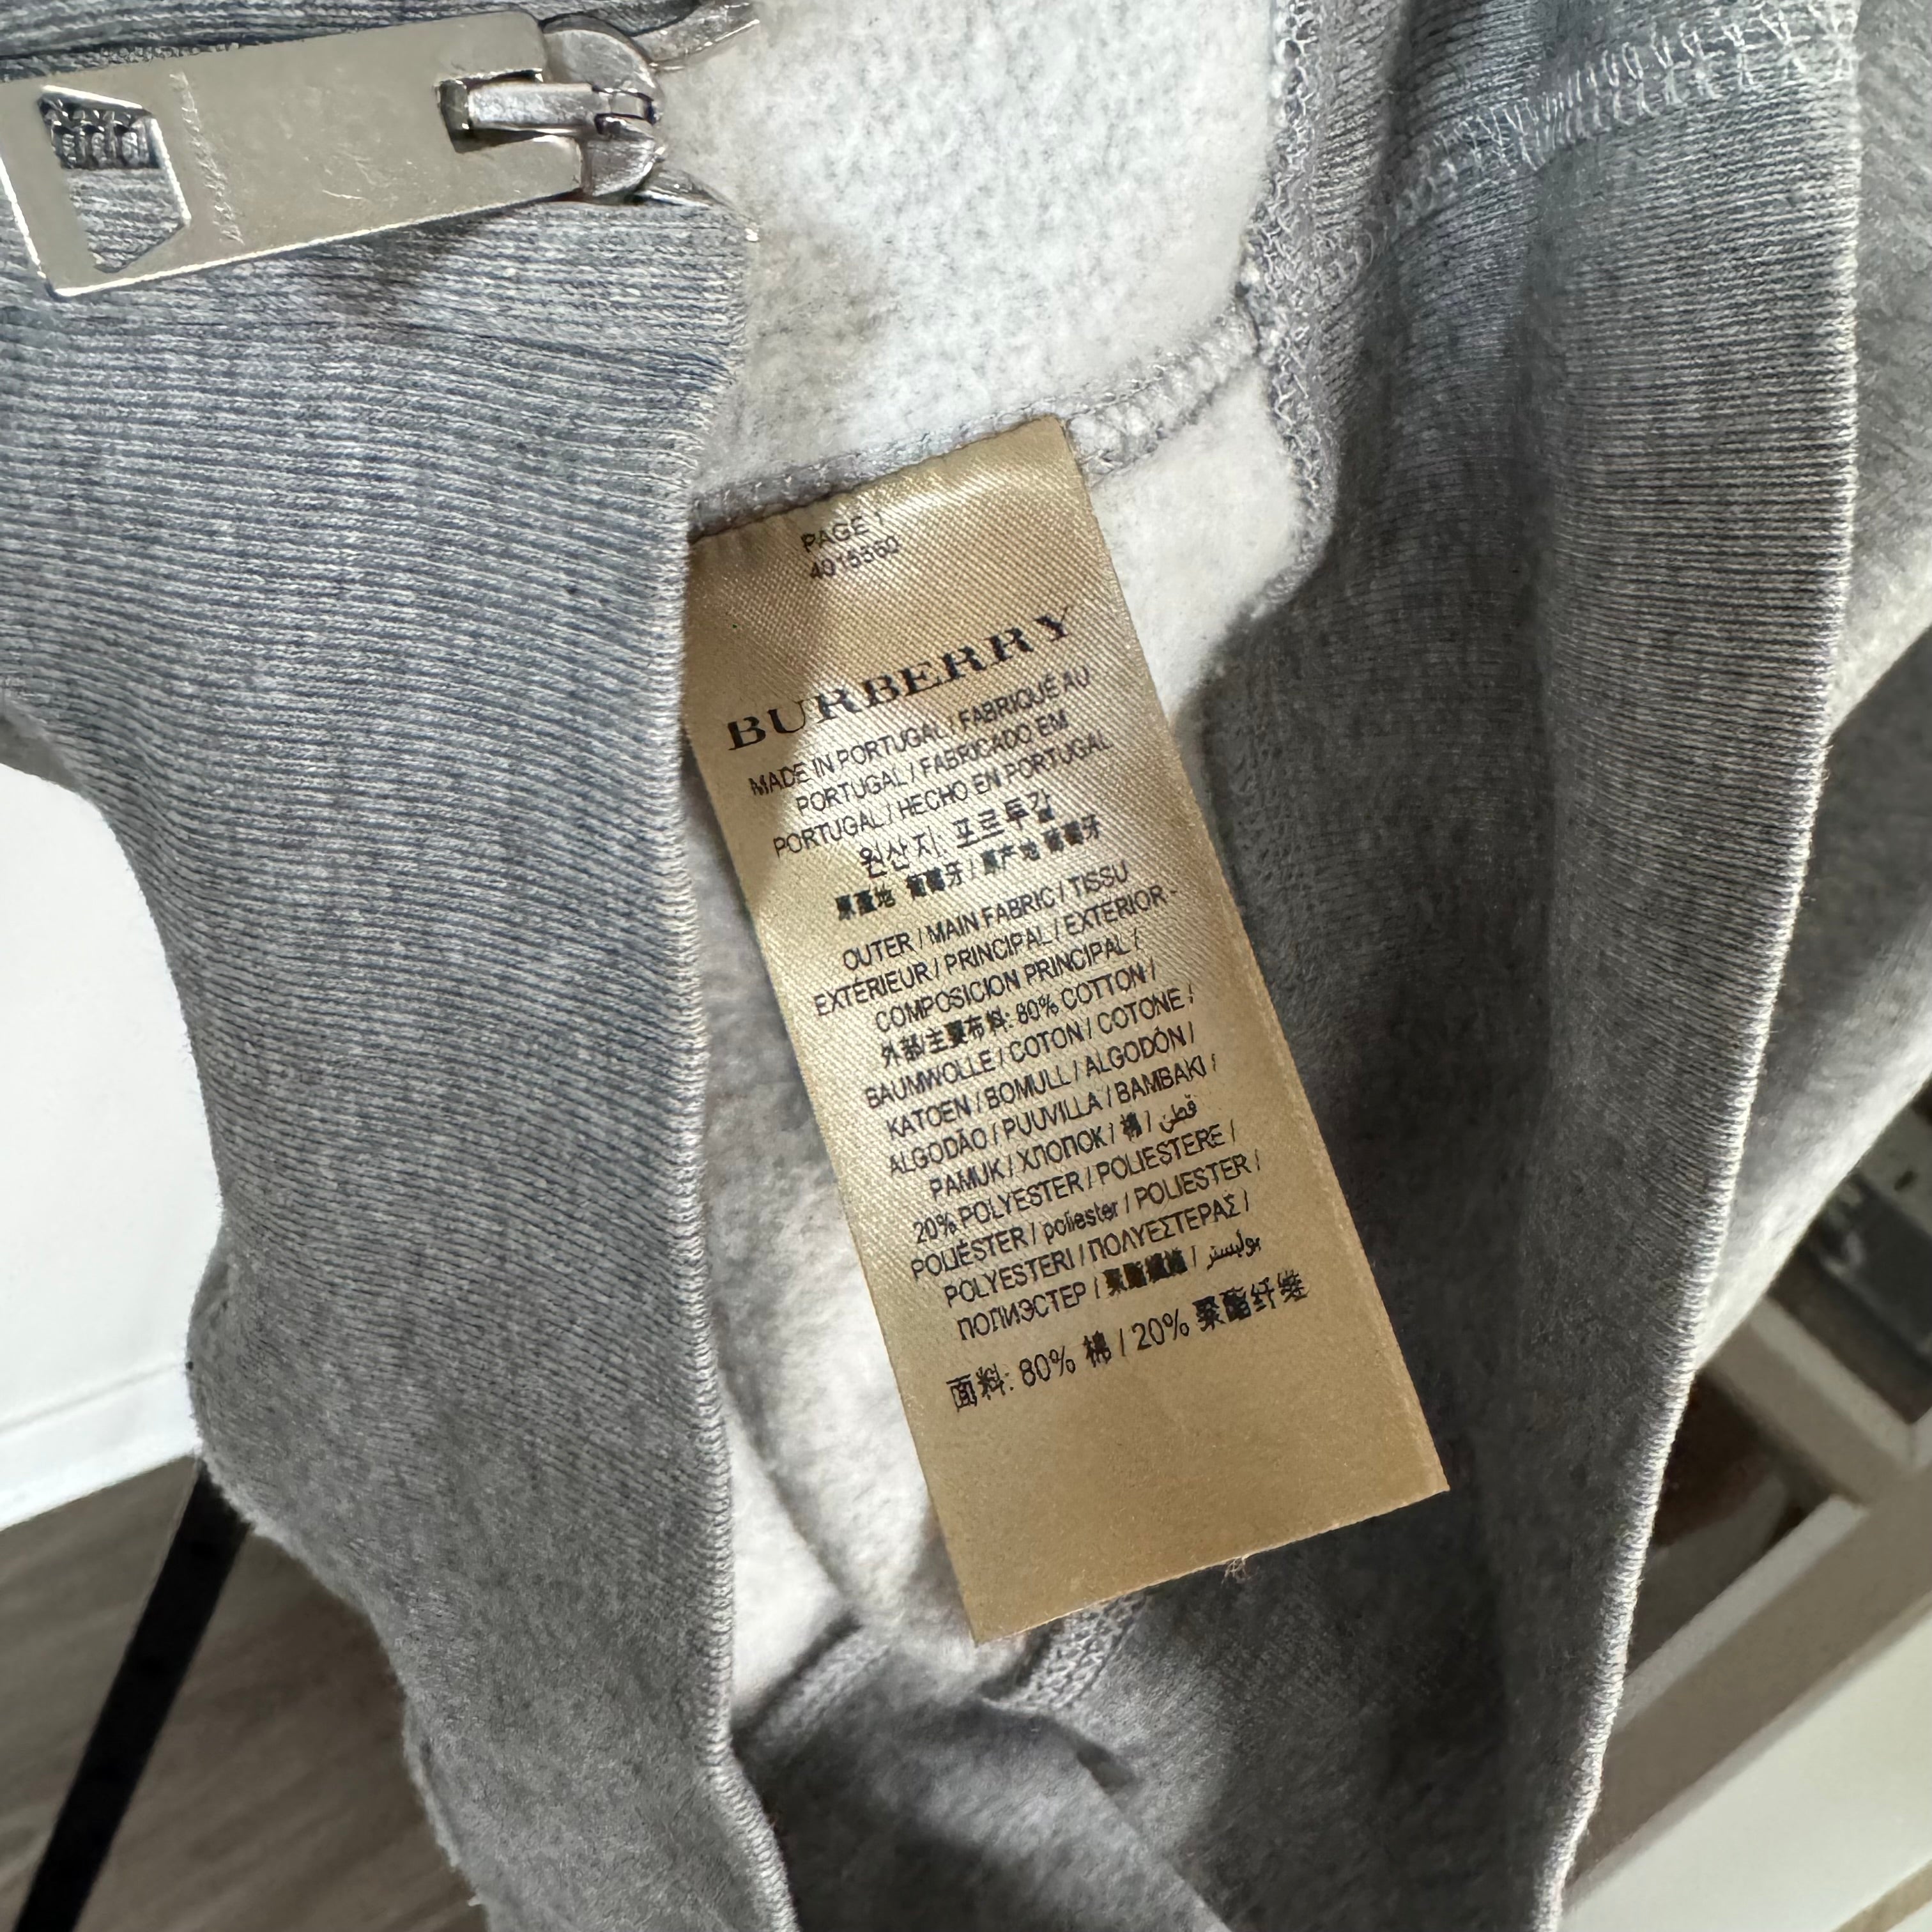 PAGE 1
4015360
BURBERRY
MADE IN PORTUGAL / FABRIQUÉ AU
PORTUGAL / FABRICADO EM
PORTUGAL / HECHO EN PORTUGAL
원산지: 포르투갈
原產地 葡萄牙 / 原产地 葡萄牙
OUTER / MAIN FABRIC / TISSU
EXTÉRIEUR / PRINCIPAL / EXTERIOR -
COMPOSICION PRINCIPAL /
外部主要布料: 80% COTTON /
BAUMWOLLE / COTON / COTONE /
KATOEN / BOMULL / ALGODÓN /
ALGODÃO / PUUVILLA / BAMBAKI /
PAMUK / ХЛОПОК / 棉 / قطن
20% POLYESTER / POLIESTERE /
POLIÉSTER / poliester / POLIESTER /
POLYESTERI / ΠΟΛΥΕΣΤΕΡΑΣ /
ПОЛИЭСТЕР / 聚酯纖維 / بوليستر
面料: 80% 棉 / 20% 聚酯纤维